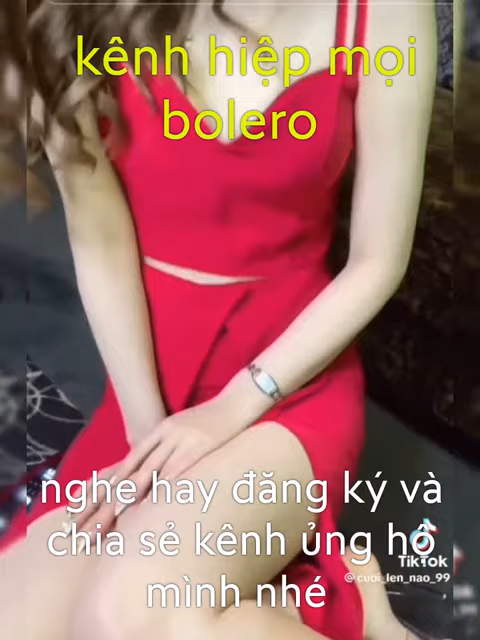 kênh hiệp mọi
bolero
nghe hay đăng ký và
chia sẻ kênh ủng hộ
mình nhé
TikTok
@cuoi_len_nao_99